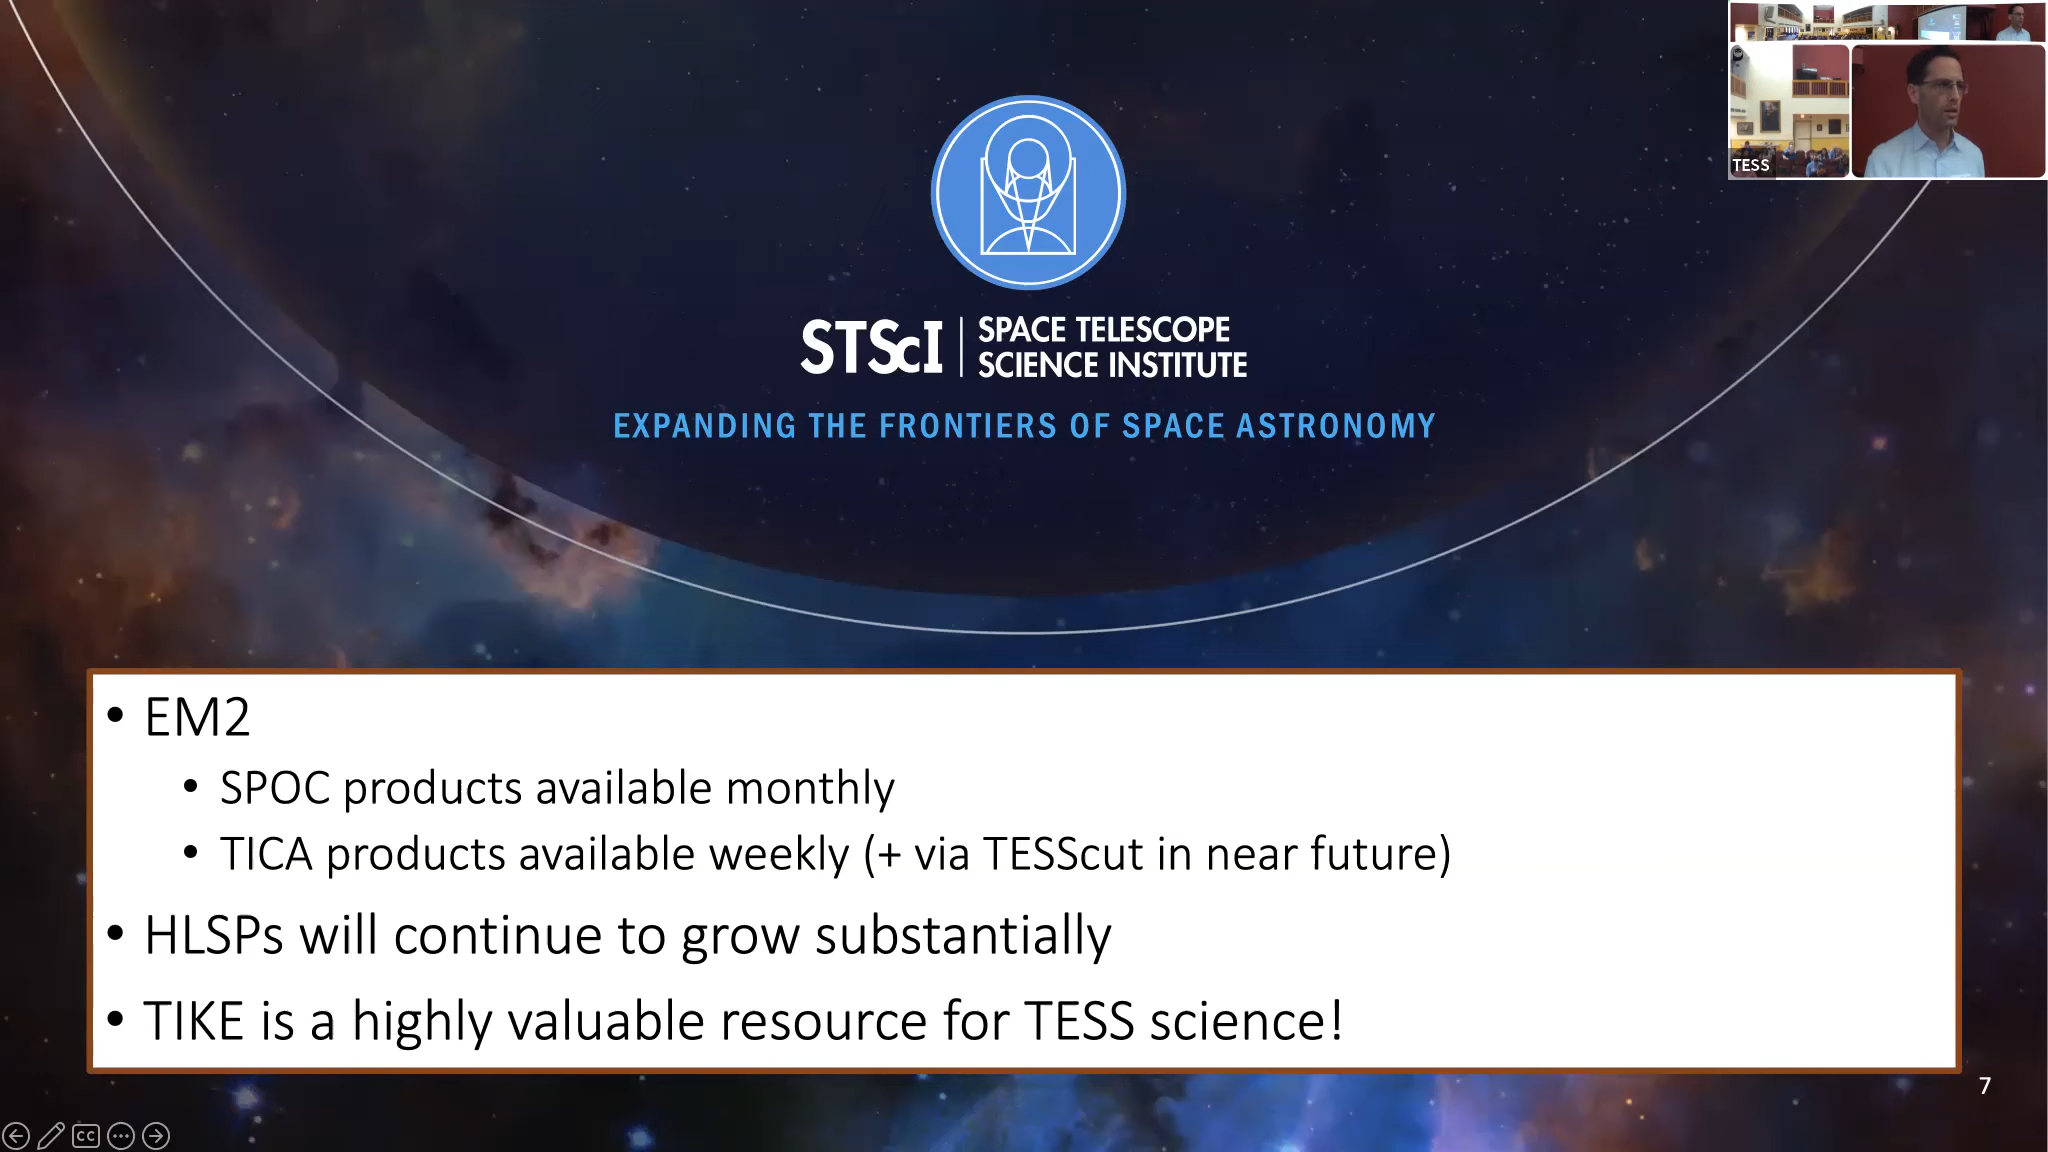 TESS
STScI
SPACE TELESCOPE
SCIENCE INSTITUTE
EXPANDING THE FRONTIERS OF SPACE ASTRONOMY
• EM2
• SPOC products available monthly
• TICA products available weekly (+ via TESScut in near future)
• HLSPs will continue to grow substantially
• TIKE is a highly valuable resource for TESS science!
7
CC